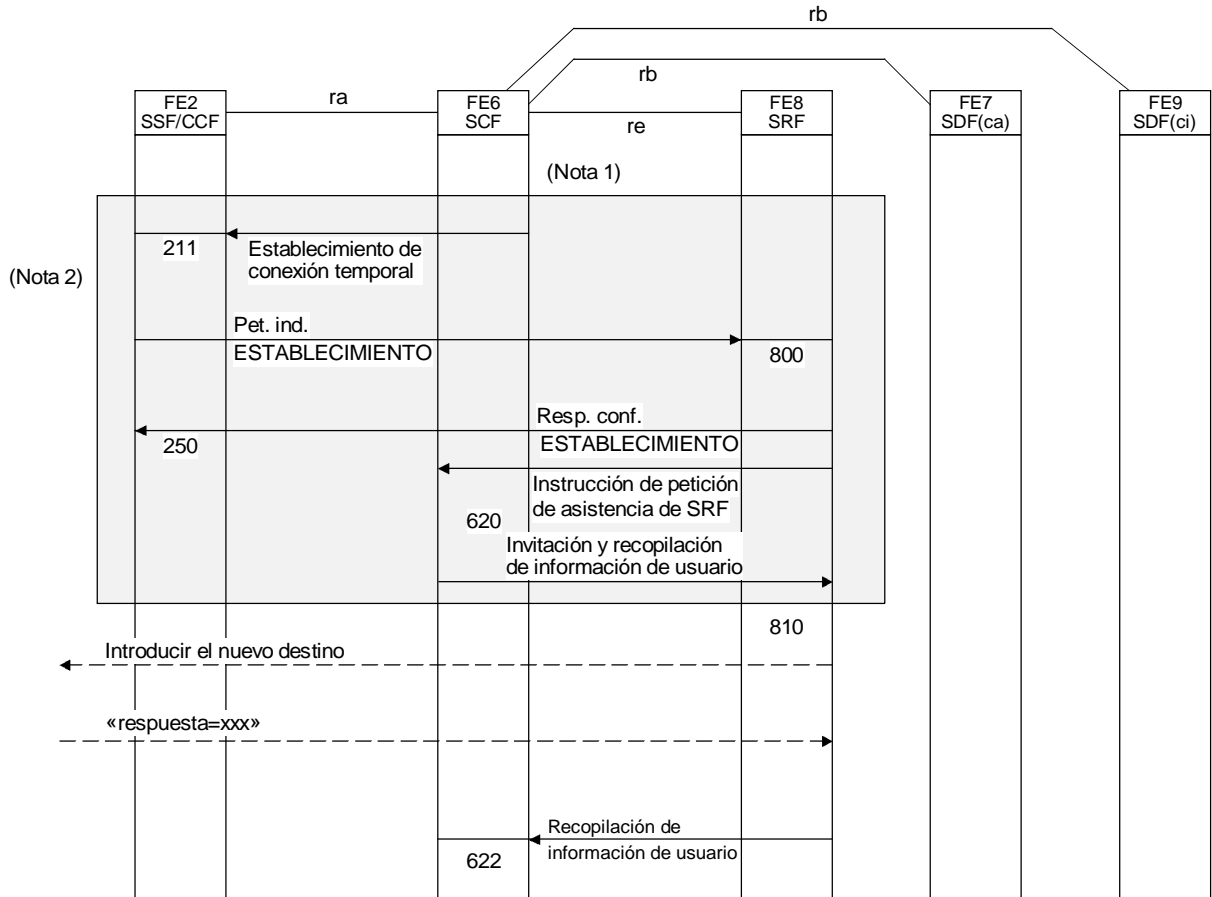 rb
rb
ra
re
FE2
SSF/CCF
FE6
SCF
FE8
SRF
FE7
SDF(ca)
FE9
SDF(ci)
(Nota 1)
211
Establecimiento de
conexión temporal
(Nota 2)
Pet. ind.
ESTABLECIMIENTO
800
Resp. conf.
ESTABLECIMIENTO
250
Instrucción de petición
de asistencia de SRF
620
Invitación y recopilación
de información de usuario
810
Introducir el nuevo destino
«respuesta=xxx»
Recopilación de
información de usuario
622